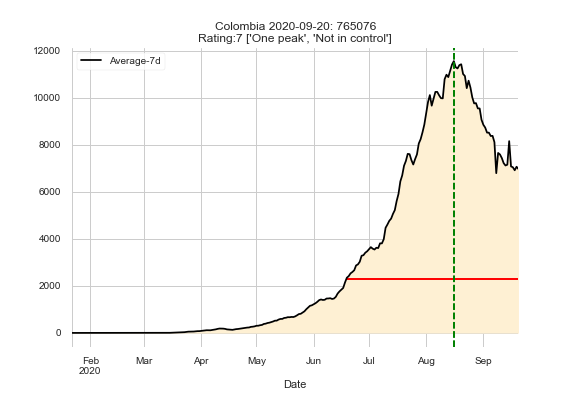 Colombia 2020-09-20: 765076
Rating:7 ['One peak', 'Not in control']
Average-7d
12000
10000
8000
6000
4000
2000
0
Feb Mar Apr May Jun Jul Aug Sep
2020
Date